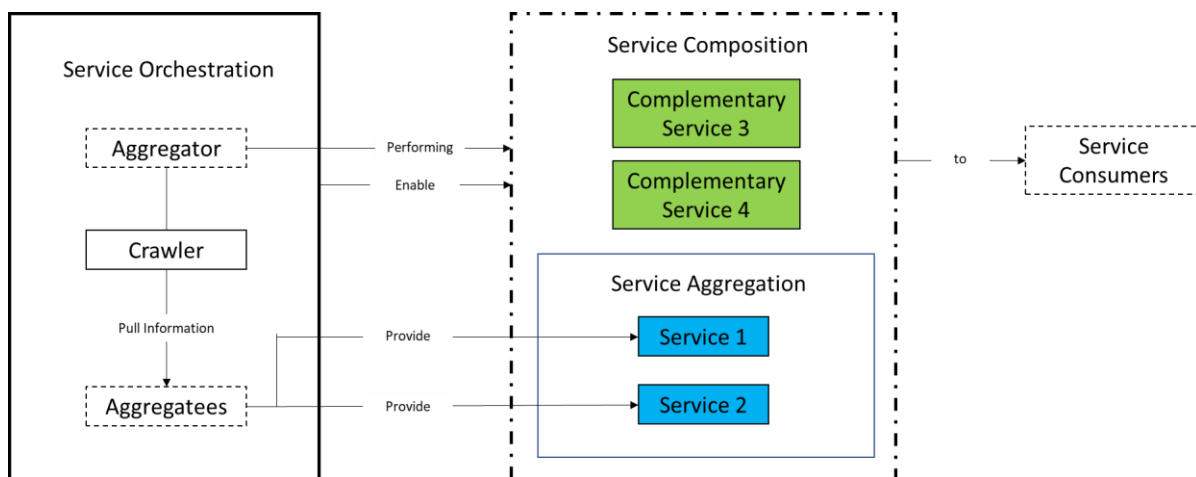 Service Orchestration
Aggregator
Crawler
Pull Information
Aggregatees
Performing
Enable
Provide
Provide
Service Composition
Complementary
Service 3
Complementary
Service 4
Service Aggregation
Service 1
Service 2
to
Service
Consumers